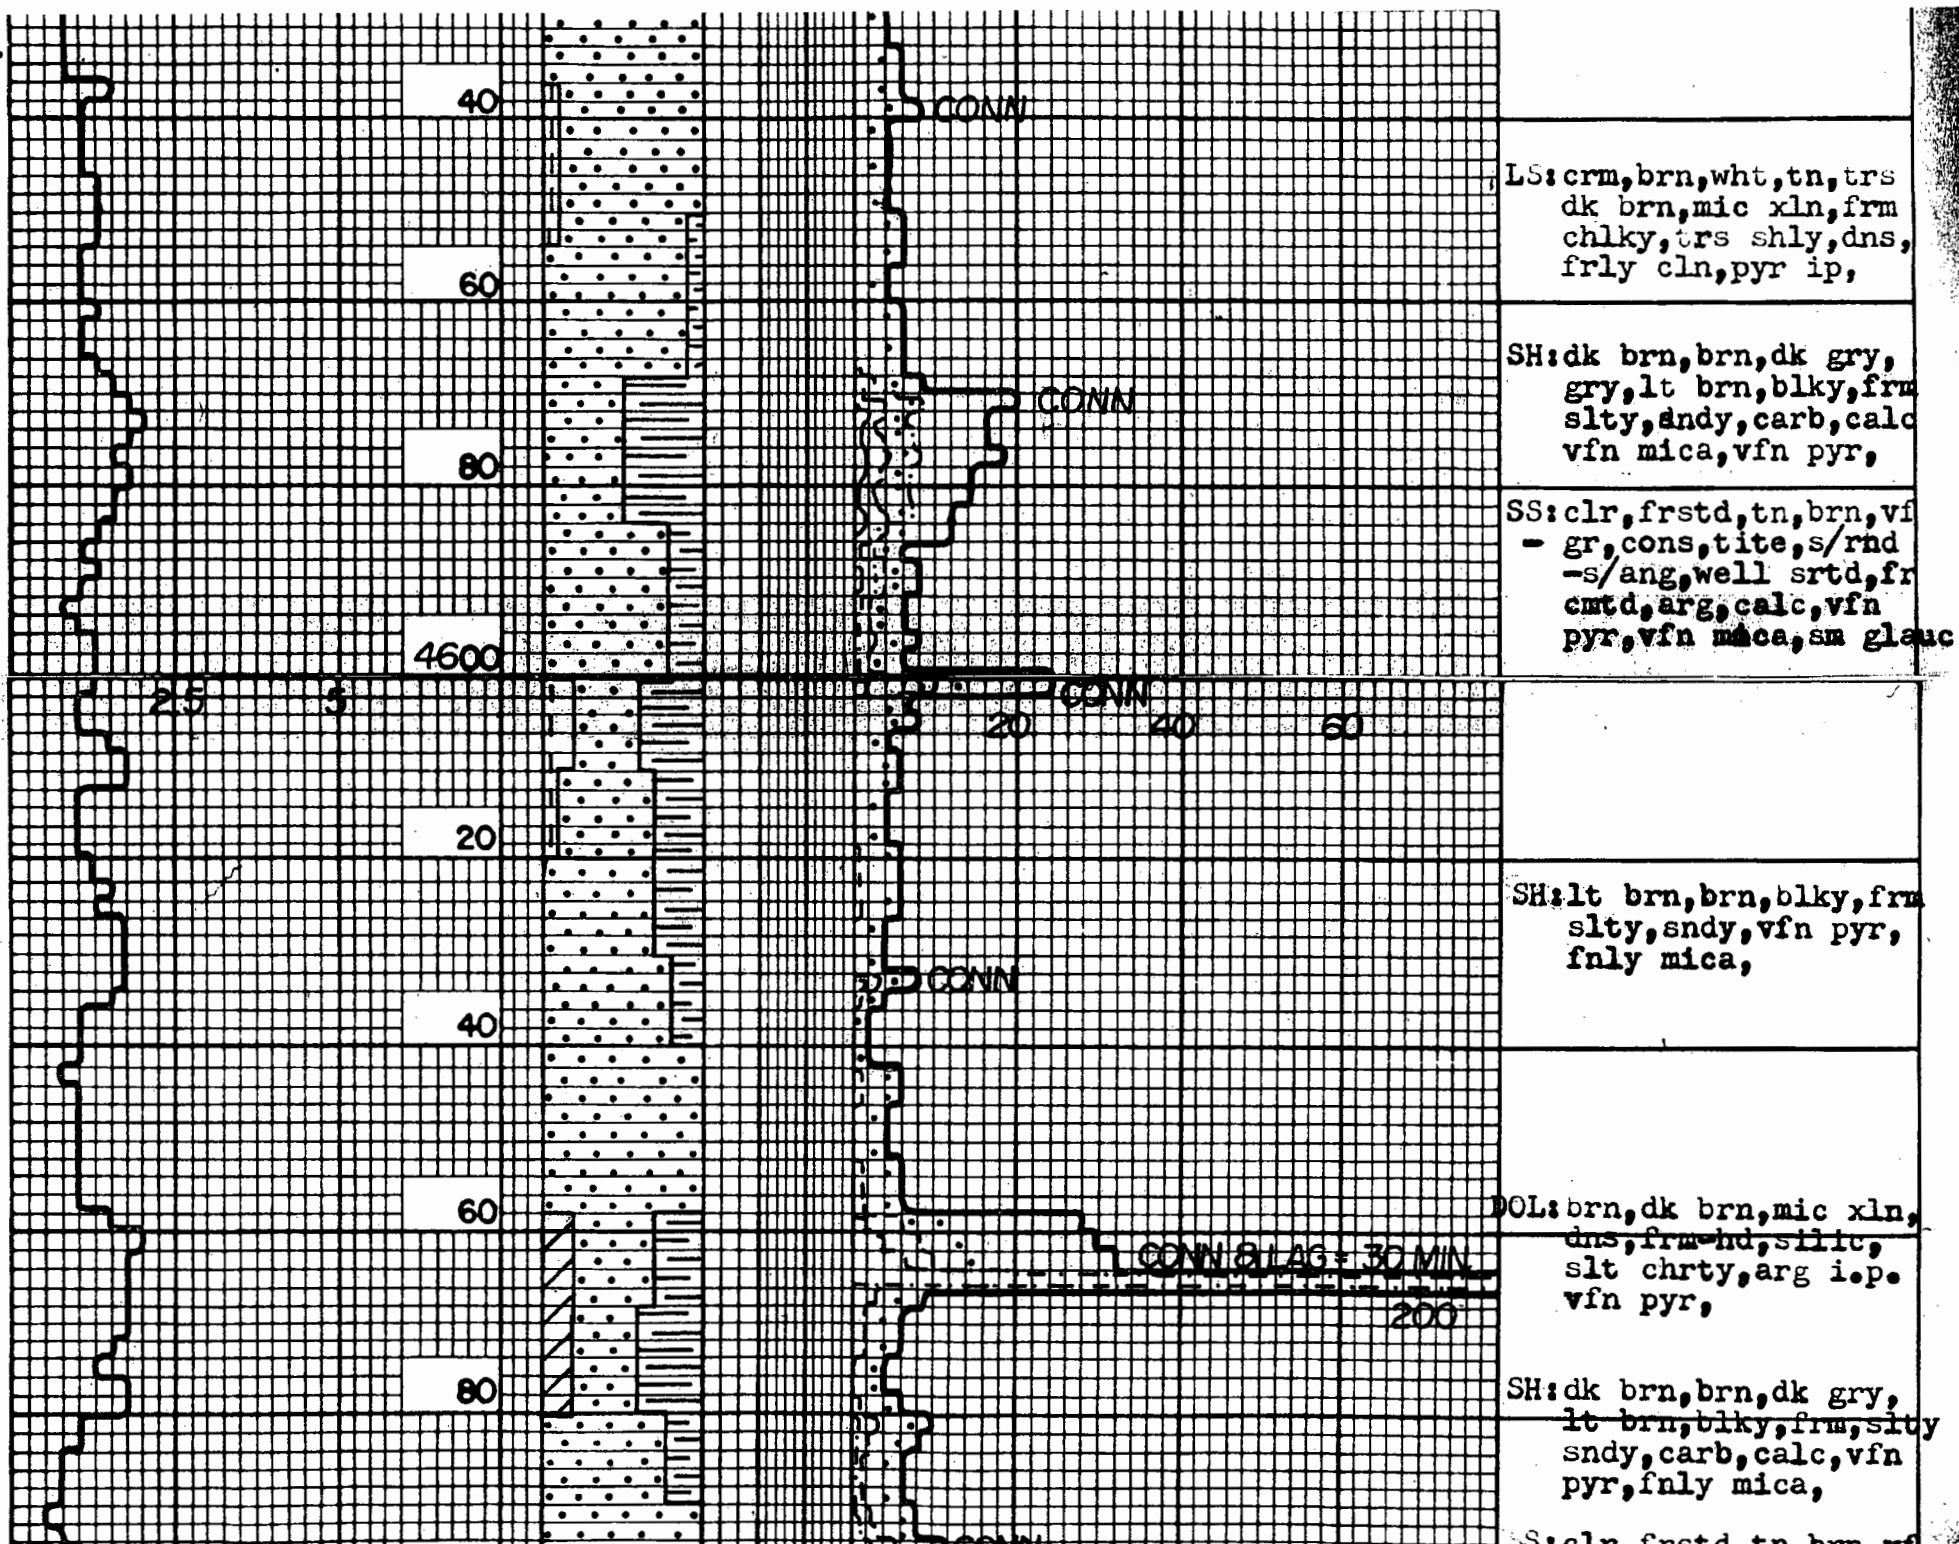 40
CONN
LS:crm,brn,wht,tn,trs
dk brn,mic xln,frm
chlky,trs shly,dns,
frly cln,pyr ip,
60
SH:dk brn,brn,dk gry,
gry,lt brn,blky,frm
slty,sndy,carb,calc
vfn mica,vfn pyr,
CONN
80
SS:clr,frstd,tn,brn,vf
- gr,cons,tite,s/rnd
-s/ang,well srtd,fr
cmtd,arg,calc,vfn
pyr,vfn mica,sm glauc
4600
2.5 5
CONN
20 40 60
20
SH:lt brn,brn,blky,frm
slty,sndy,vfn pyr,
fnly mica,
CONN
40
60
DOL:brn,dk brn,mic xln,
dns,frm-hd,silic,
slt chrty,arg i.p.
vfn pyr,
CONN & LAG = 30 MIN.
200
80
SH:dk brn,brn,dk gry,
lt brn,blky,frm,slty
sndy,carb,calc,vfn
pyr,fnly mica,
CONN
S:cln frstd tn brn vf